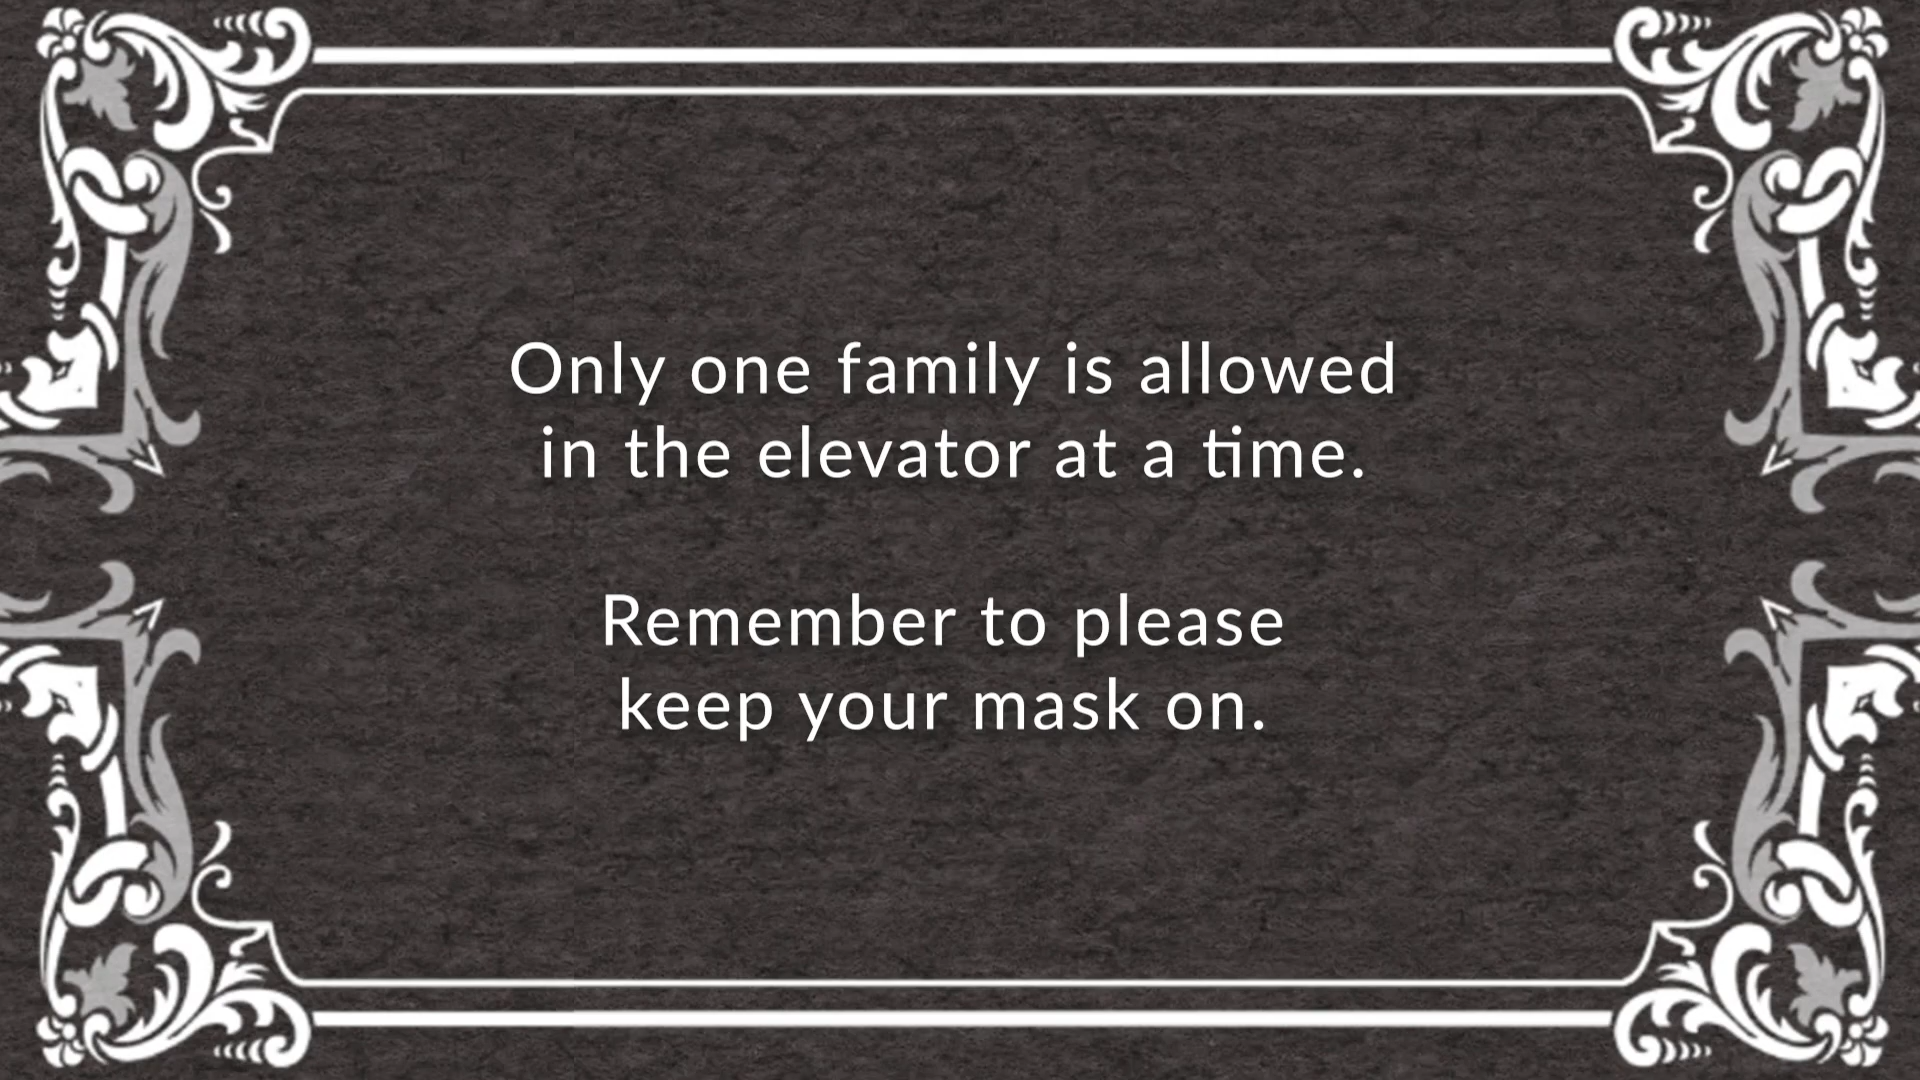 Only one family is allowed
in the elevator at a time.
Remember to please
keep your mask on.